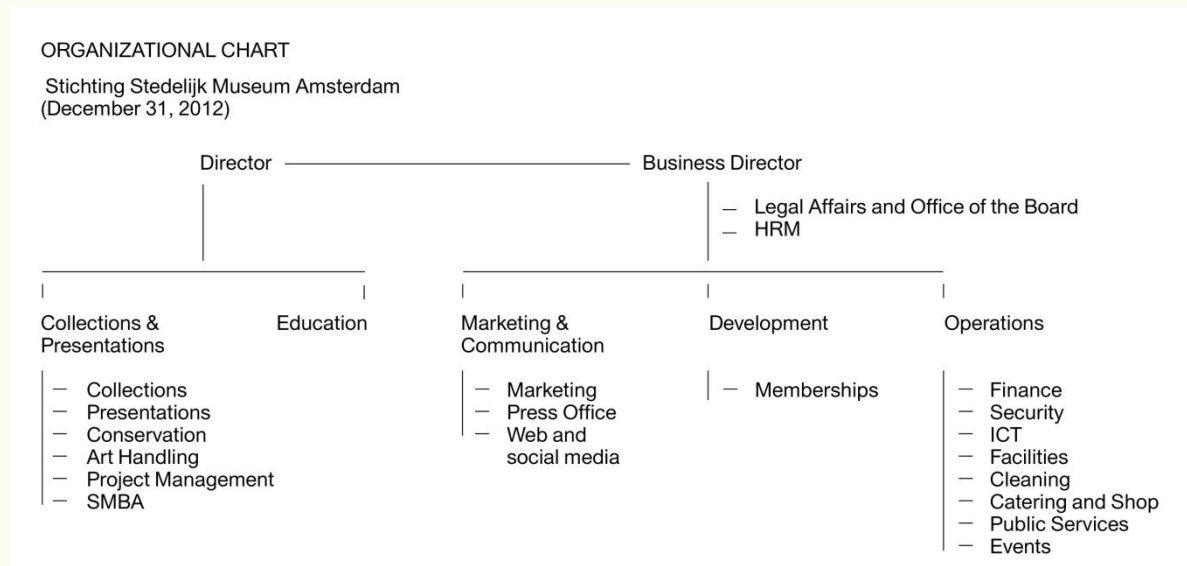 ORGANIZATIONAL CHART
Stichting Stedelijk Museum Amsterdam
(December 31, 2012)
Director
Business Director
Legal Affairs and Office of the Board
HRM
Collections &
Presentations
Collections
Presentations
Conservation
Art Handling
Project Management
SMBA
Education
Marketing &
Communication
Marketing
Press Office
Web and
social media
Development
Memberships
Operations
Finance
Security
ICT
Facilities
Cleaning
Catering and Shop
Public Services
Events